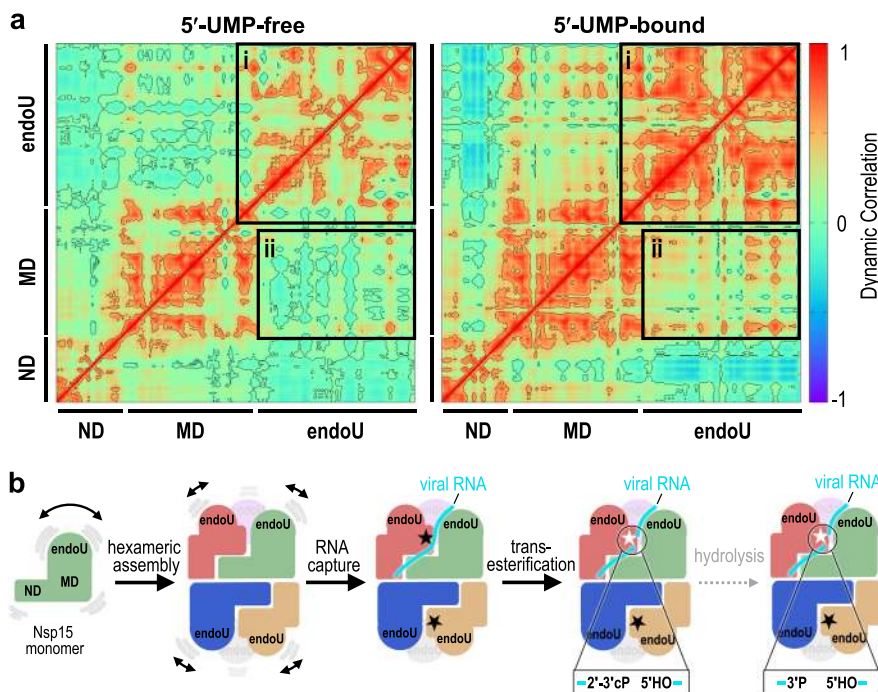 a
5′-UMP-free
5′-UMP-bound
endoU
MD
ND
i
ii
i
ii
1
0
-1
Dynamic Correlation
ND MD endoU
ND MD endoU
b
endoU
ND MD
Nsp15
monomer
hexameric
assembly
endoU
endoU
endoU
endoU
RNA
capture
viral RNA
endoU
endoU
endoU
endoU
trans-
esterification
viral RNA
endoU
endoU
endoU
endoU
2'-3'cP 5'HO
hydrolysis
viral RNA
endoU
endoU
endoU
endoU
3'P 5'HO